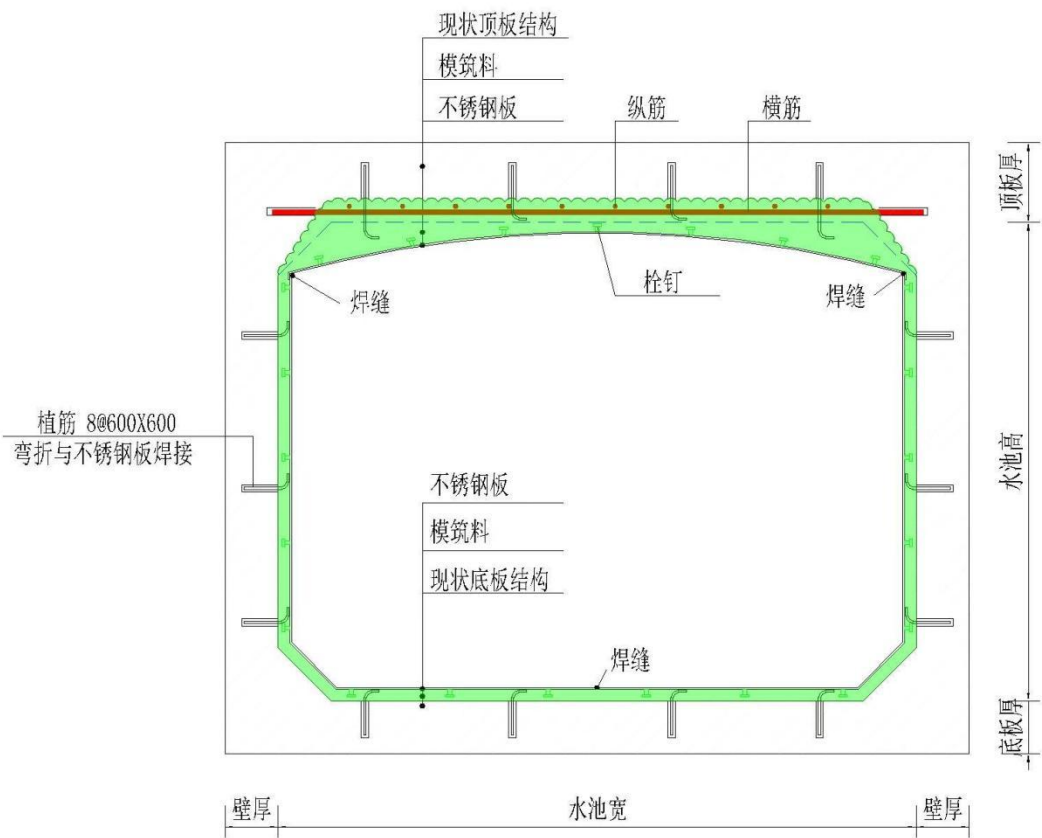 现状顶板结构
模筑料
不锈钢板
纵筋
横筋
顶板厚
栓钉
焊缝
焊缝
植筋 8@600X600
弯折与不锈钢板焊接
水池高
不锈钢板
模筑料
现状底板结构
焊缝
底板厚
壁厚
水池宽
壁厚